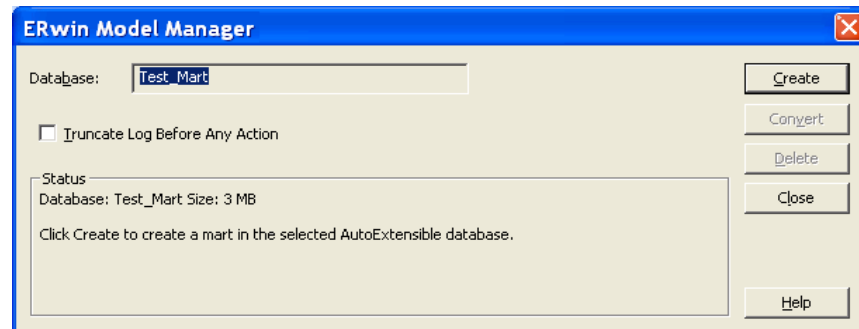 ERwin Model Manager
Database: Test_Mart
Create
Truncate Log Before Any Action
Convert
Delete
Status
Database: Test_Mart Size: 3 MB
Close
Click Create to create a mart in the selected AutoExtensible database.
Help